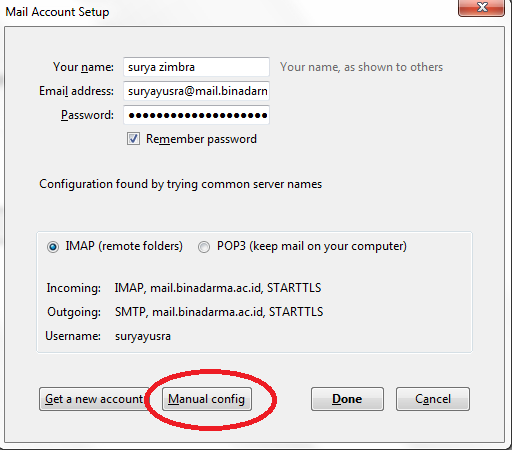 Mail Account Setup
Your name: surya zimbra Your name, as shown to others
Email address: suryayusra@mail.binadarn
Password: ●●●●●●●●●●●●●●●●●●●●
Remember password
Configuration found by trying common server names
IMAP (remote folders) POP3 (keep mail on your computer)
Incoming: IMAP, mail.binadarma.ac.id, STARTTLS
Outgoing: SMTP, mail.binadarma.ac.id, STARTTLS
Username: suryayusra
Get a new account Manual config Done Cancel